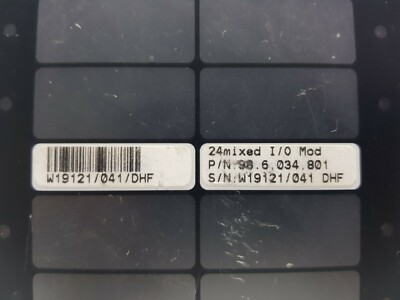 W19121/041/DHF
24mixed I/O Mod
P/N:98.6.034.801
S/N:W19121/041 DHF